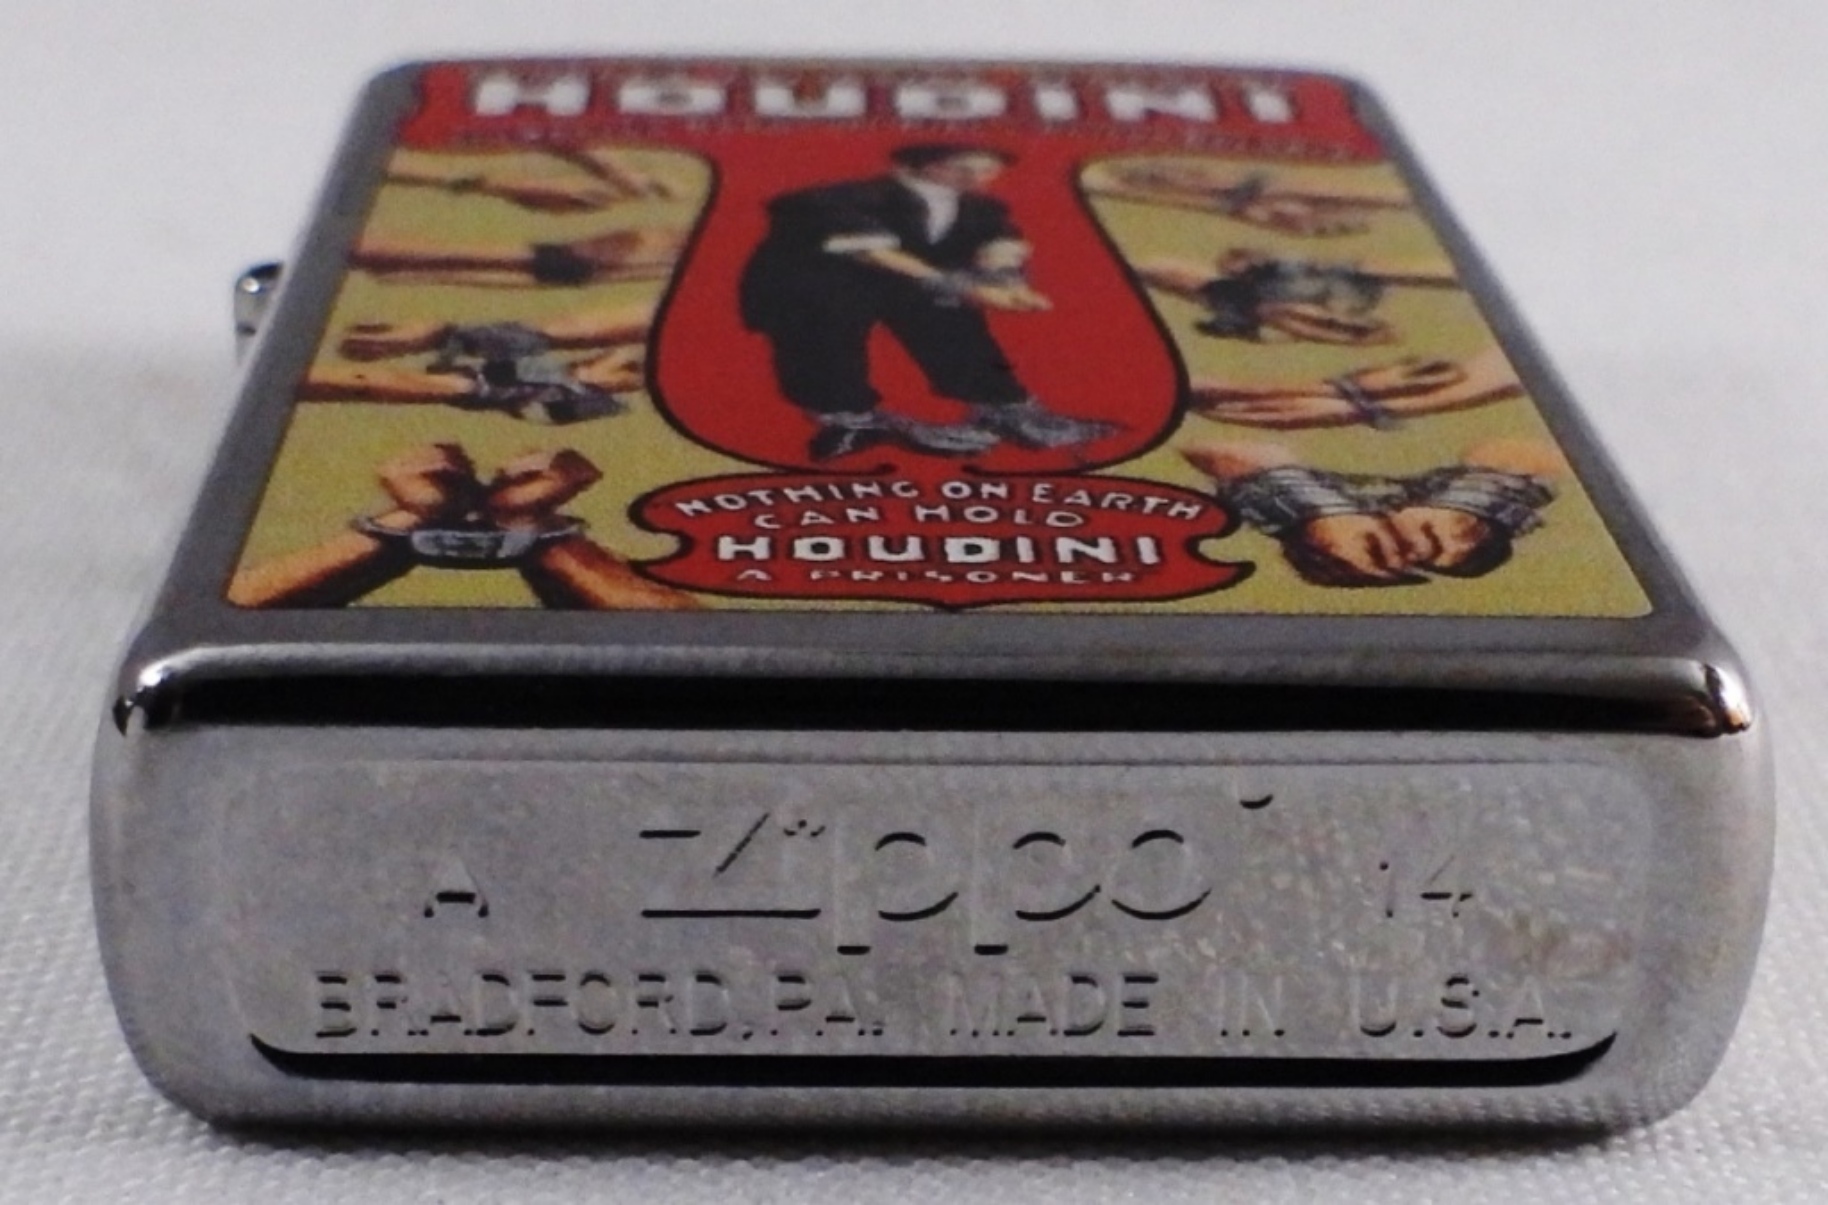 HOUDINI
NOTHING ON EARTH
CAN HOLD
HOUDINI
A PRISONER
A Zippo 14
BRADFORD, PA. MADE IN U.S.A.